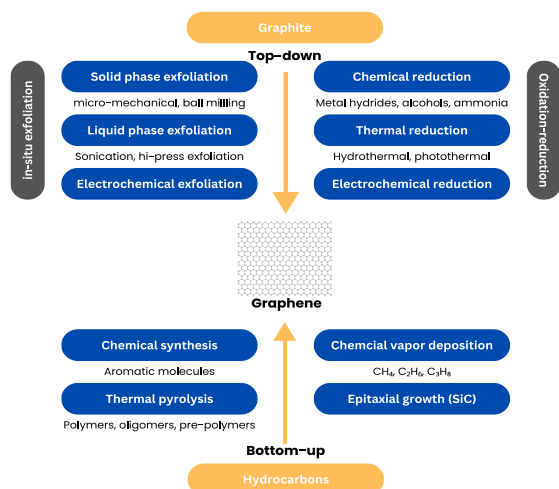 Graphite
Top-down
in-situ exfoliation
Solid phase exfoliation
micro-mechanical, ball millling
Liquid phase exfoliation
Sonication, hi-press exfoliation
Electrochemical exfoliation
Chemical reduction
Metal hydrides, alcohols, ammonia
Thermal reduction
Hydrothermal, photothermal
Electrochemical reduction
Oxidation-reduction
Graphene
Chemical synthesis
Aromatic molecules
Thermal pyrolysis
Polymers, oligomers, pre-polymers
Chemcial vapor deposition
CH₄, C₂H₆, C₃H₈
Epitaxial growth (SiC)
Bottom-up
Hydrocarbons